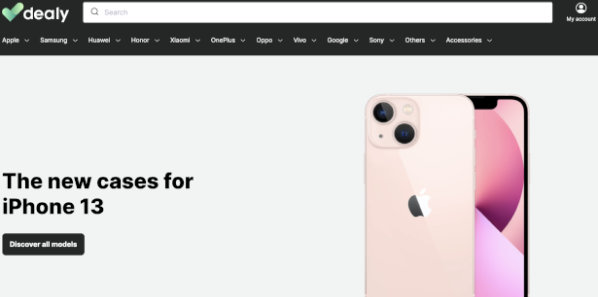 dealy
Search
My account
Apple Samsung Huawei Honor Xiaomi OnePlus Oppo Vivo Google Sony Others Accessories
The new cases for
iPhone 13
Discover all models